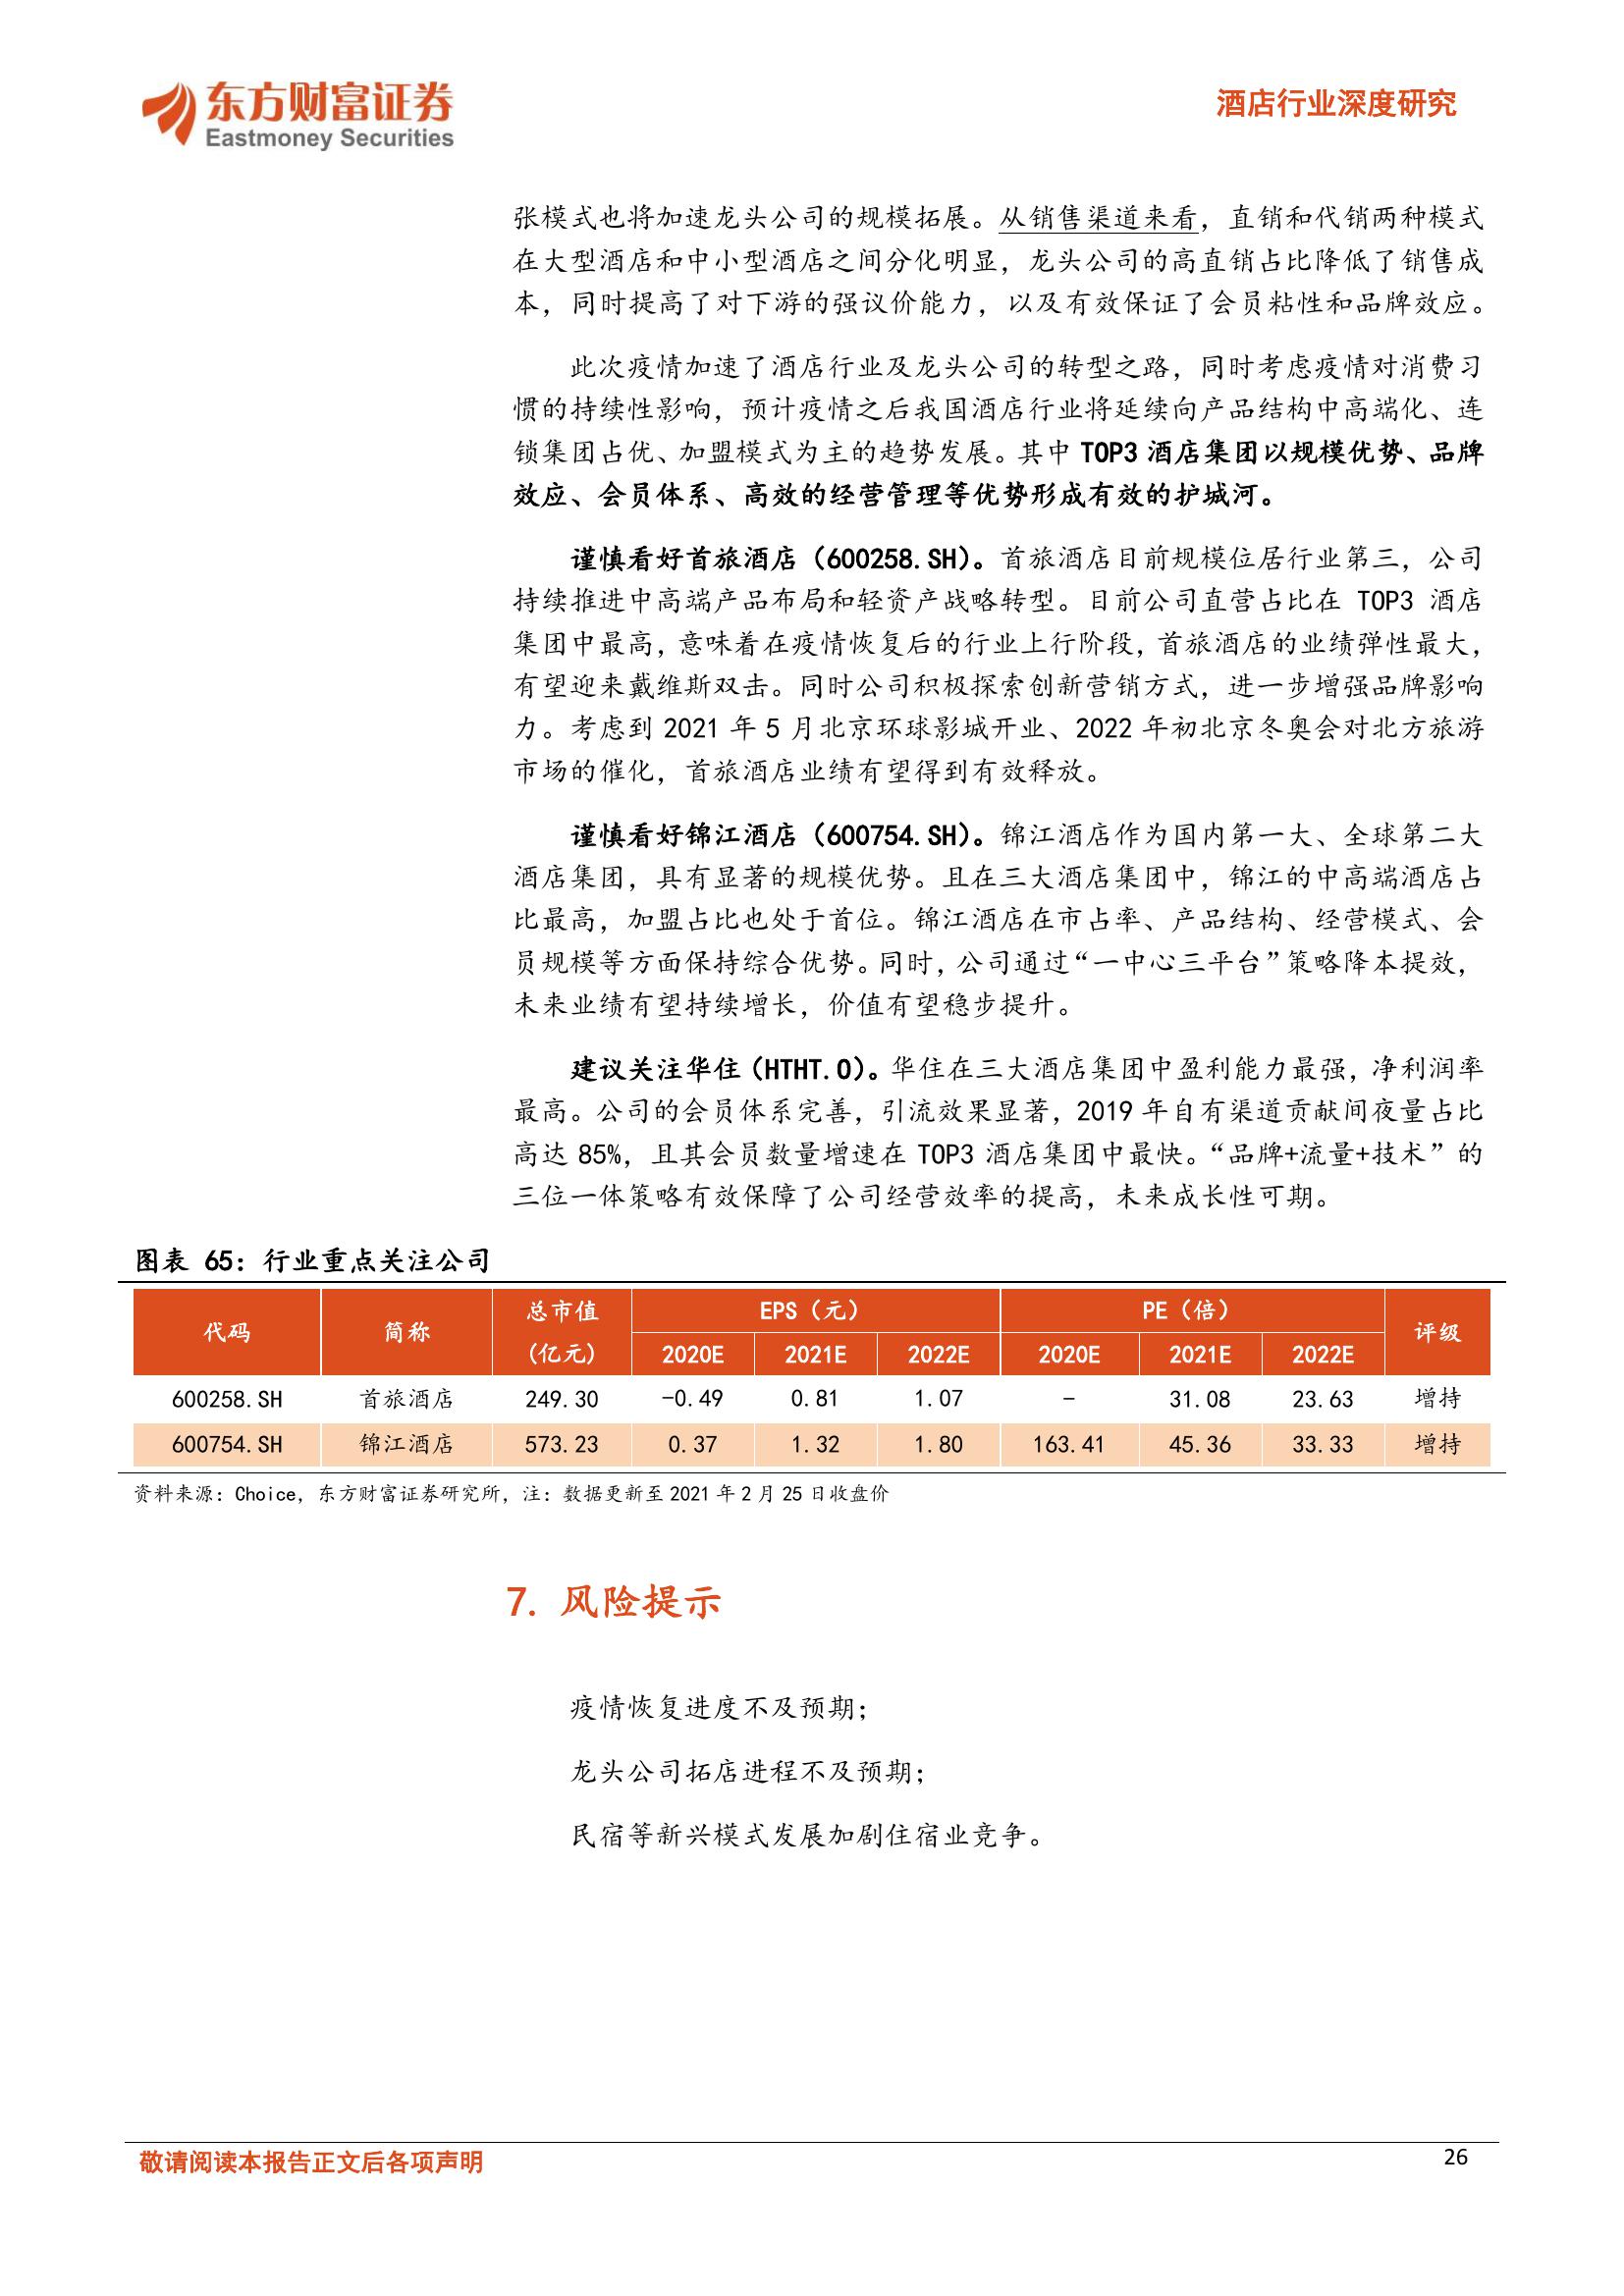 东方财富证券
Eastmoney Securities
酒店行业深度研究
张模式也将加速龙头公司的规模拓展。从销售渠道来看，直销和代销两种模式
在大型酒店和中小型酒店之间分化明显，龙头公司的高直销占比降低了销售成
本，同时提高了对下游的强议价能力，以及有效保证了会员粘性和品牌效应。
此次疫情加速了酒店行业及龙头公司的转型之路，同时考虑疫情对消费习
惯的持续性影响，预计疫情之后我国酒店行业将延续向产品结构中高端化、连
锁集团占优、加盟模式为主的趋势发展。其中 TOP3 酒店集团以规模优势、品牌
效应、会员体系、高效的经营管理等优势形成有效的护城河。
谨慎看好首旅酒店（600258.SH）。首旅酒店目前规模位居行业第三，公司
持续推进中高端产品布局和轻资产战略转型。目前公司直营占比在 TOP3 酒店
集团中最高，意味着在疫情恢复后的行业上行阶段，首旅酒店的业绩弹性最大，
有望迎来戴维斯双击。同时公司积极探索创新营销方式，进一步增强品牌影响
力。考虑到 2021 年 5 月北京环球影城开业、2022 年初北京冬奥会对北方旅游
市场的催化，首旅酒店业绩有望得到有效释放。
谨慎看好锦江酒店（600754.SH）。锦江酒店作为国内第一大、全球第二大
酒店集团，具有显著的规模优势。且在三大酒店集团中，锦江的中高端酒店占
比最高，加盟占比也处于首位。锦江酒店在市占率、产品结构、经营模式、会
员规模等方面保持综合优势。同时，公司通过“一中心三平台”策略降本提效，
未来业绩有望持续增长，价值有望稳步提升。
建议关注华住（HTHT.O）。华住在三大酒店集团中盈利能力最强，净利润率
最高。公司的会员体系完善，引流效果显著，2019 年自有渠道贡献间夜量占比
高达 85%，且其会员数量增速在 TOP3 酒店集团中最快。“品牌+流量+技术”的
三位一体策略有效保障了公司经营效率的提高，未来成长性可期。
图表 65：行业重点关注公司
代码 简称 总市值（亿元） EPS（元） PE（倍） 评级
2020E 2021E 2022E 2020E 2021E 2022E
600258.SH 首旅酒店 249.30 -0.49 0.81 1.07 - 31.08 23.63 增持
600754.SH 锦江酒店 573.23 0.37 1.32 1.80 163.41 45.36 33.33 增持
资料来源：Choice，东方财富证券研究所，注：数据更新至 2021 年 2 月 25 日收盘价
7. 风险提示
疫情恢复进度不及预期；
龙头公司拓店进程不及预期；
民宿等新兴模式发展加剧住宿业竞争。
敬请阅读本报告正文后各项声明
26